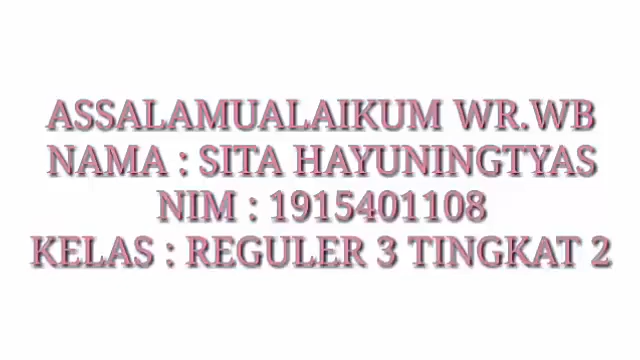 ASSALAMUALAIKUM WR.WB
NAMA : SITA HAYUNINGTYAS
NIM : 1915401108
KELAS : REGULER 3 TINGKAT 2